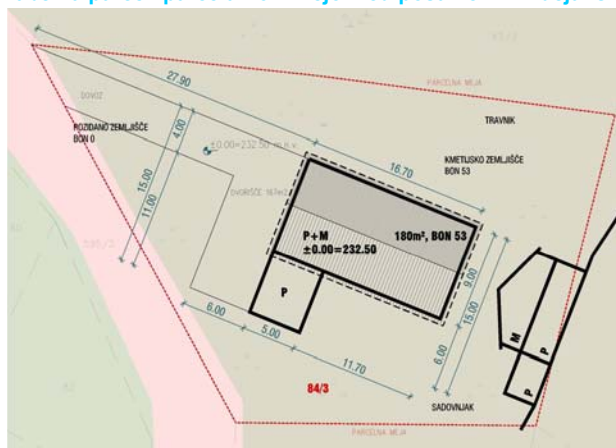 27.90
PARCELNA MEJA
DOVOZ
TRAVNIK
4.00
POZIDANO ZEMLJIŠČE
BON 0
±0.00=232.50 m.n.v.
KMETIJSKO ZEMLJIŠČE
BON 53
16.70
15.00
11.00
DVORIŠČE 167m2
P+M
180m², BON 53
±0.00=232.50
9.00
15.00
P
6.00
5.00
6.00
11.70
M
P
P
84/3
SADOVNJAK
PARCELNA MEJA